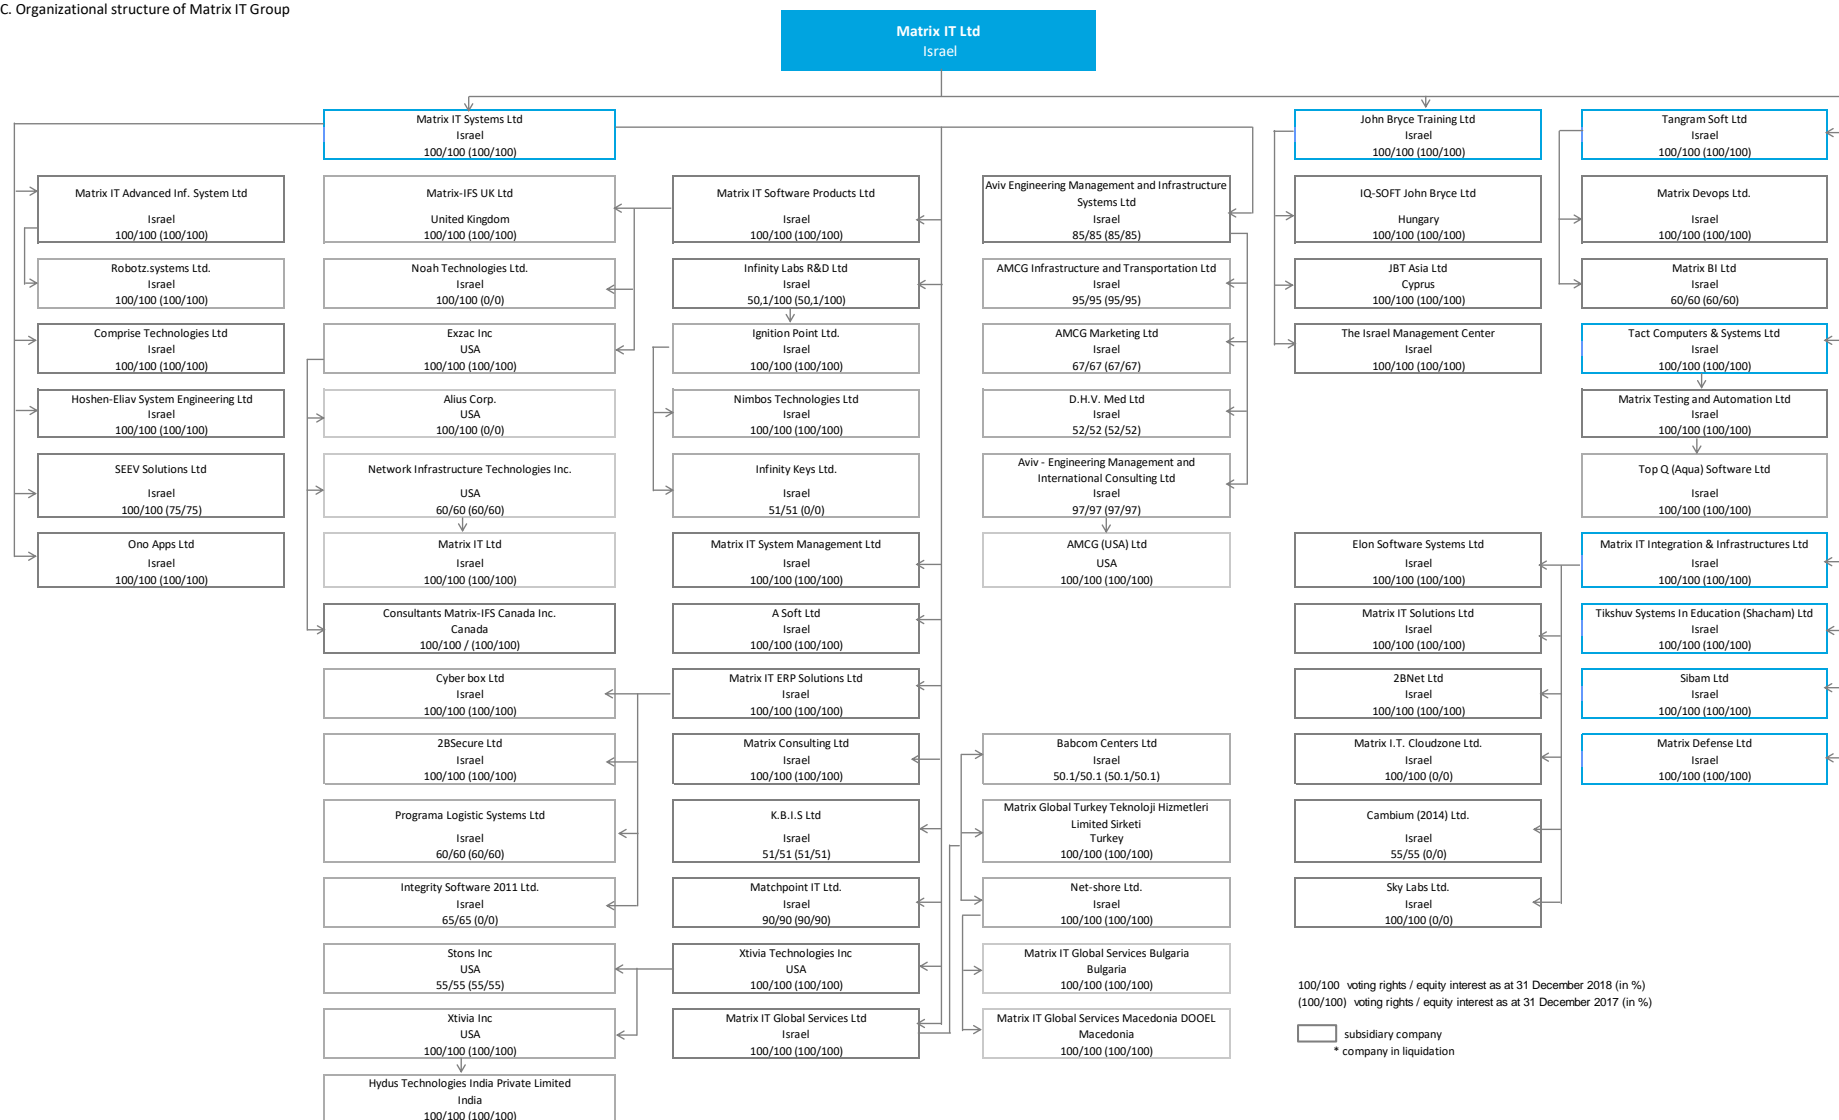 C. Organizational structure of Matrix IT Group
Matrix IT Ltd
Israel
Matrix IT Systems Ltd
Israel
100/100 (100/100)
John Bryce Training Ltd
Israel
100/100 (100/100)
Tangram Soft Ltd
Israel
100/100 (100/100)
Matrix IT Advanced Inf. System Ltd
Israel
100/100 (100/100)
Matrix-IFS UK Ltd
United Kingdom
100/100 (100/100)
Matrix IT Software Products Ltd
Israel
100/100 (100/100)
Aviv Engineering Management and Infrastructure
Systems Ltd
Israel
85/85 (85/85)
IQ-SOFT John Bryce Ltd
Hungary
100/100 (100/100)
Matrix Devops Ltd.
Israel
100/100 (100/100)
Robotz.systems Ltd.
Israel
100/100 (100/100)
Noah Technologies Ltd.
Israel
100/100 (0/0)
Infinity Labs R&D Ltd
Israel
50,1/100 (50,1/100)
AMCG Infrastructure and Transportation Ltd
Israel
95/95 (95/95)
JBT Asia Ltd
Cyprus
100/100 (100/100)
Matrix BI Ltd
Israel
60/60 (60/60)
Comprise Technologies Ltd
Israel
100/100 (100/100)
Exzac Inc
USA
100/100 (100/100)
Ignition Point Ltd.
Israel
100/100 (100/100)
AMCG Marketing Ltd
Israel
67/67 (67/67)
The Israel Management Center
Israel
100/100 (100/100)
Tact Computers & Systems Ltd
Israel
100/100 (100/100)
Hoshen-Eliav System Engineering Ltd
Israel
100/100 (100/100)
Alius Corp.
USA
100/100 (0/0)
Nimbos Technologies Ltd
Israel
100/100 (100/100)
D.H.V. Med Ltd
Israel
52/52 (52/52)
Matrix Testing and Automation Ltd
Israel
100/100 (100/100)
SEEV Solutions Ltd
Israel
100/100 (75/75)
Network Infrastructure Technologies Inc.
USA
60/60 (60/60)
Infinity Keys Ltd.
Israel
51/51 (0/0)
Aviv - Engineering Management and
International Consulting Ltd
Israel
97/97 (97/97)
Top Q (Aqua) Software Ltd
Israel
100/100 (100/100)
Ono Apps Ltd
Israel
100/100 (100/100)
Matrix IT Ltd
Israel
100/100 (100/100)
Matrix IT System Management Ltd
Israel
100/100 (100/100)
AMCG (USA) Ltd
USA
100/100 (100/100)
Elon Software Systems Ltd
Israel
100/100 (100/100)
Matrix IT Integration & Infrastructures Ltd
Israel
100/100 (100/100)
Consultants Matrix-IFS Canada Inc.
Canada
100/100 / (100/100)
A Soft Ltd
Israel
100/100 (100/100)
Matrix IT Solutions Ltd
Israel
100/100 (100/100)
Tikshuv Systems In Education (Shacham) Ltd
Israel
100/100 (100/100)
Cyber box Ltd
Israel
100/100 (100/100)
Matrix IT ERP Solutions Ltd
Israel
100/100 (100/100)
2BNet Ltd
Israel
100/100 (100/100)
Sibam Ltd
Israel
100/100 (100/100)
2BSecure Ltd
Israel
100/100 (100/100)
Matrix Consulting Ltd
Israel
100/100 (100/100)
Babcom Centers Ltd
Israel
50.1/50.1 (50.1/50.1)
Matrix I.T. Cloudzone Ltd.
Israel
100/100 (0/0)
Matrix Defense Ltd
Israel
100/100 (100/100)
Programa Logistic Systems Ltd
Israel
60/60 (60/60)
K.B.I.S Ltd
Israel
51/51 (51/51)
Matrix Global Turkey Teknoloji Hizmetleri
Limited Sirketi
Turkey
100/100 (100/100)
Cambium (2014) Ltd.
Israel
55/55 (0/0)
Integrity Software 2011 Ltd.
Israel
65/65 (0/0)
Matchpoint IT Ltd.
Israel
90/90 (90/90)
Net-shore Ltd.
Israel
100/100 (100/100)
Sky Labs Ltd.
Israel
100/100 (0/0)
Stons Inc
USA
55/55 (55/55)
Xtivia Technologies Inc
USA
100/100 (100/100)
Matrix IT Global Services Bulgaria
Bulgaria
100/100 (100/100)
Xtivia Inc
USA
100/100 (100/100)
Matrix IT Global Services Ltd
Israel
100/100 (100/100)
Matrix IT Global Services Macedonia DOOEL
Macedonia
100/100 (100/100)
Hydus Technologies India Private Limited
India
100/100 (100/100)
100/100 voting rights / equity interest as at 31 December 2018 (in %)
(100/100) voting rights / equity interest as at 31 December 2017 (in %)
subsidiary company
* company in liquidation